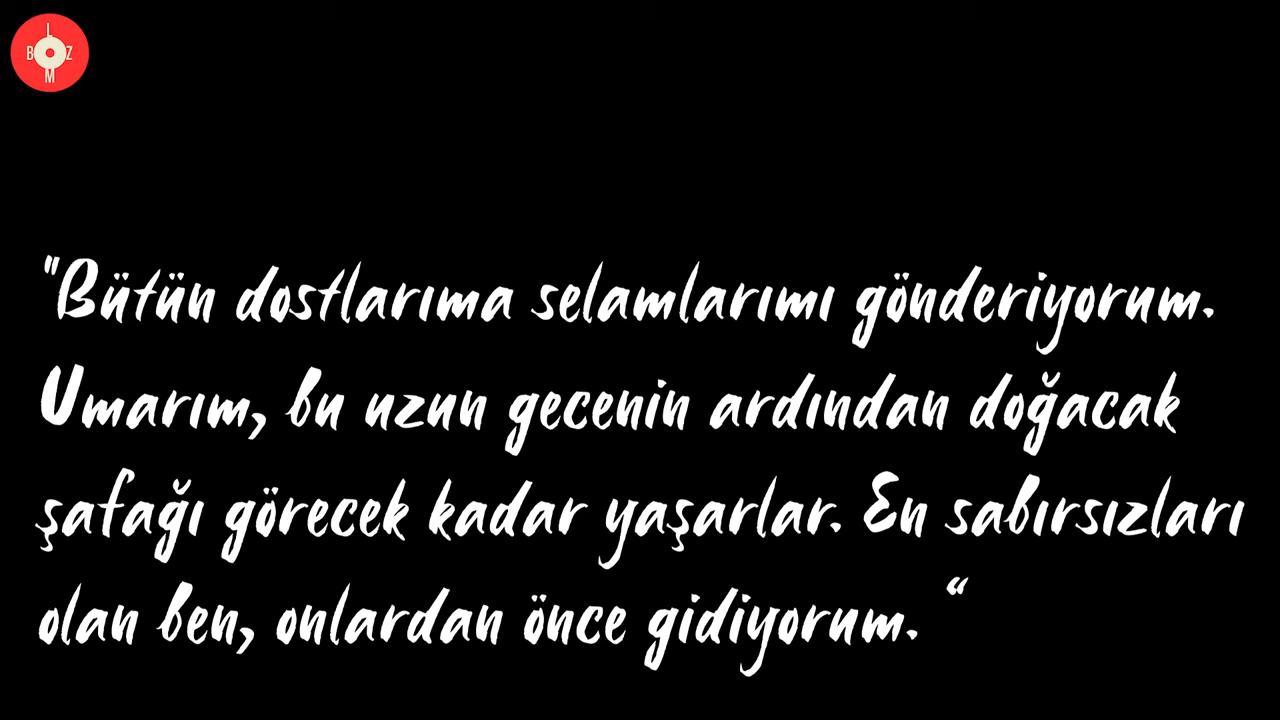 L
B Z
M
"Bütün dostlarıma selamlarımı gönderiyorum.
Umarım, bu uzun gecenin ardından doğacak
şafağı görecek kadar yaşarlar. En sabırsızları
olan ben, onlardan önce gidiyorum. “